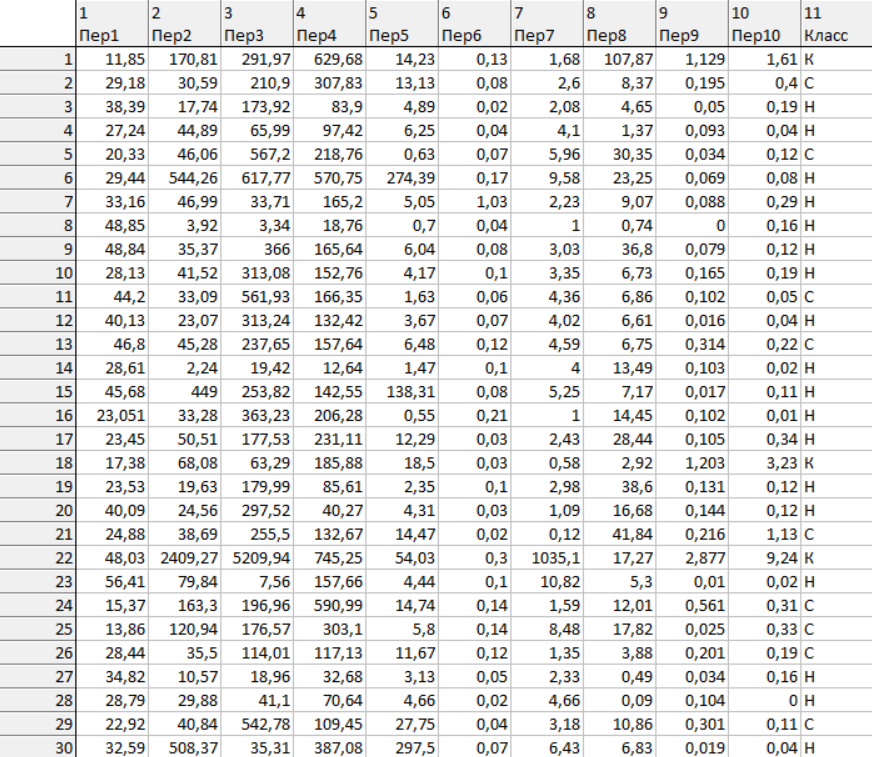 1 2 3 4 5 6 7 8 9 10 11
Пер1 Пер2 Пер3 Пер4 Пер5 Пер6 Пер7 Пер8 Пер9 Пер10 Класс
1 11,85 170,81 291,97 629,68 14,23 0,13 1,68 107,87 1,129 1,61 К
2 29,18 30,59 210,9 307,83 13,13 0,08 2,6 8,37 0,195 0,4 С
3 38,39 17,74 173,92 83,9 4,89 0,02 2,08 4,65 0,05 0,19 Н
4 27,24 44,89 65,99 97,42 6,25 0,04 4,1 1,37 0,093 0,04 Н
5 20,33 46,06 567,2 218,76 0,63 0,07 5,96 30,35 0,034 0,12 С
6 29,44 544,26 617,77 570,75 274,39 0,17 9,58 23,25 0,069 0,08 Н
7 33,16 46,99 33,71 165,2 5,05 1,03 2,23 9,07 0,088 0,29 Н
8 48,85 3,92 3,34 18,76 0,7 0,04 1 0,74 0 0,16 Н
9 48,84 35,37 366 165,64 6,04 0,08 3,03 36,8 0,079 0,12 Н
10 28,13 41,52 313,08 152,76 4,17 0,1 3,35 6,73 0,165 0,19 Н
11 44,2 33,09 561,93 166,35 1,63 0,06 4,36 6,86 0,102 0,05 С
12 40,13 23,07 313,24 132,42 3,67 0,07 4,02 6,61 0,016 0,04 Н
13 46,8 45,28 237,65 157,64 6,48 0,12 4,59 6,75 0,314 0,22 С
14 28,61 2,24 19,42 12,64 1,47 0,1 4 13,49 0,103 0,02 Н
15 45,68 449 253,82 142,55 138,31 0,08 5,25 7,17 0,017 0,11 Н
16 23,051 33,28 363,23 206,28 0,55 0,21 1 14,45 0,102 0,01 Н
17 23,45 50,51 177,53 231,11 12,29 0,03 2,43 28,44 0,105 0,34 Н
18 17,38 68,08 63,29 185,88 18,5 0,03 0,58 2,92 1,203 3,23 К
19 23,53 19,63 179,99 85,61 2,35 0,1 2,98 38,6 0,131 0,12 Н
20 40,09 24,56 297,52 40,27 4,31 0,03 1,09 16,68 0,144 0,12 Н
21 24,88 38,69 255,5 132,67 14,47 0,02 0,12 41,84 0,216 1,13 С
22 48,03 2409,27 5209,94 745,25 54,03 0,3 1035,1 17,27 2,877 9,24 К
23 56,41 79,84 7,56 157,66 4,44 0,1 10,82 5,3 0,01 0,02 Н
24 15,37 163,3 196,96 590,99 14,74 0,14 1,59 12,01 0,561 0,31 С
25 13,86 120,94 176,57 303,1 5,8 0,14 8,48 17,82 0,025 0,33 С
26 28,44 35,5 114,01 117,13 11,67 0,12 1,35 3,88 0,201 0,19 С
27 34,82 10,57 18,96 32,68 3,13 0,05 2,33 0,49 0,034 0,16 Н
28 28,79 29,88 41,1 70,64 4,66 0,02 4,66 0,09 0,104 0 Н
29 22,92 40,84 542,78 109,45 27,75 0,04 3,18 10,86 0,301 0,11 С
30 32,59 508,37 35,31 387,08 297,5 0,07 6,43 6,83 0,019 0,04 Н